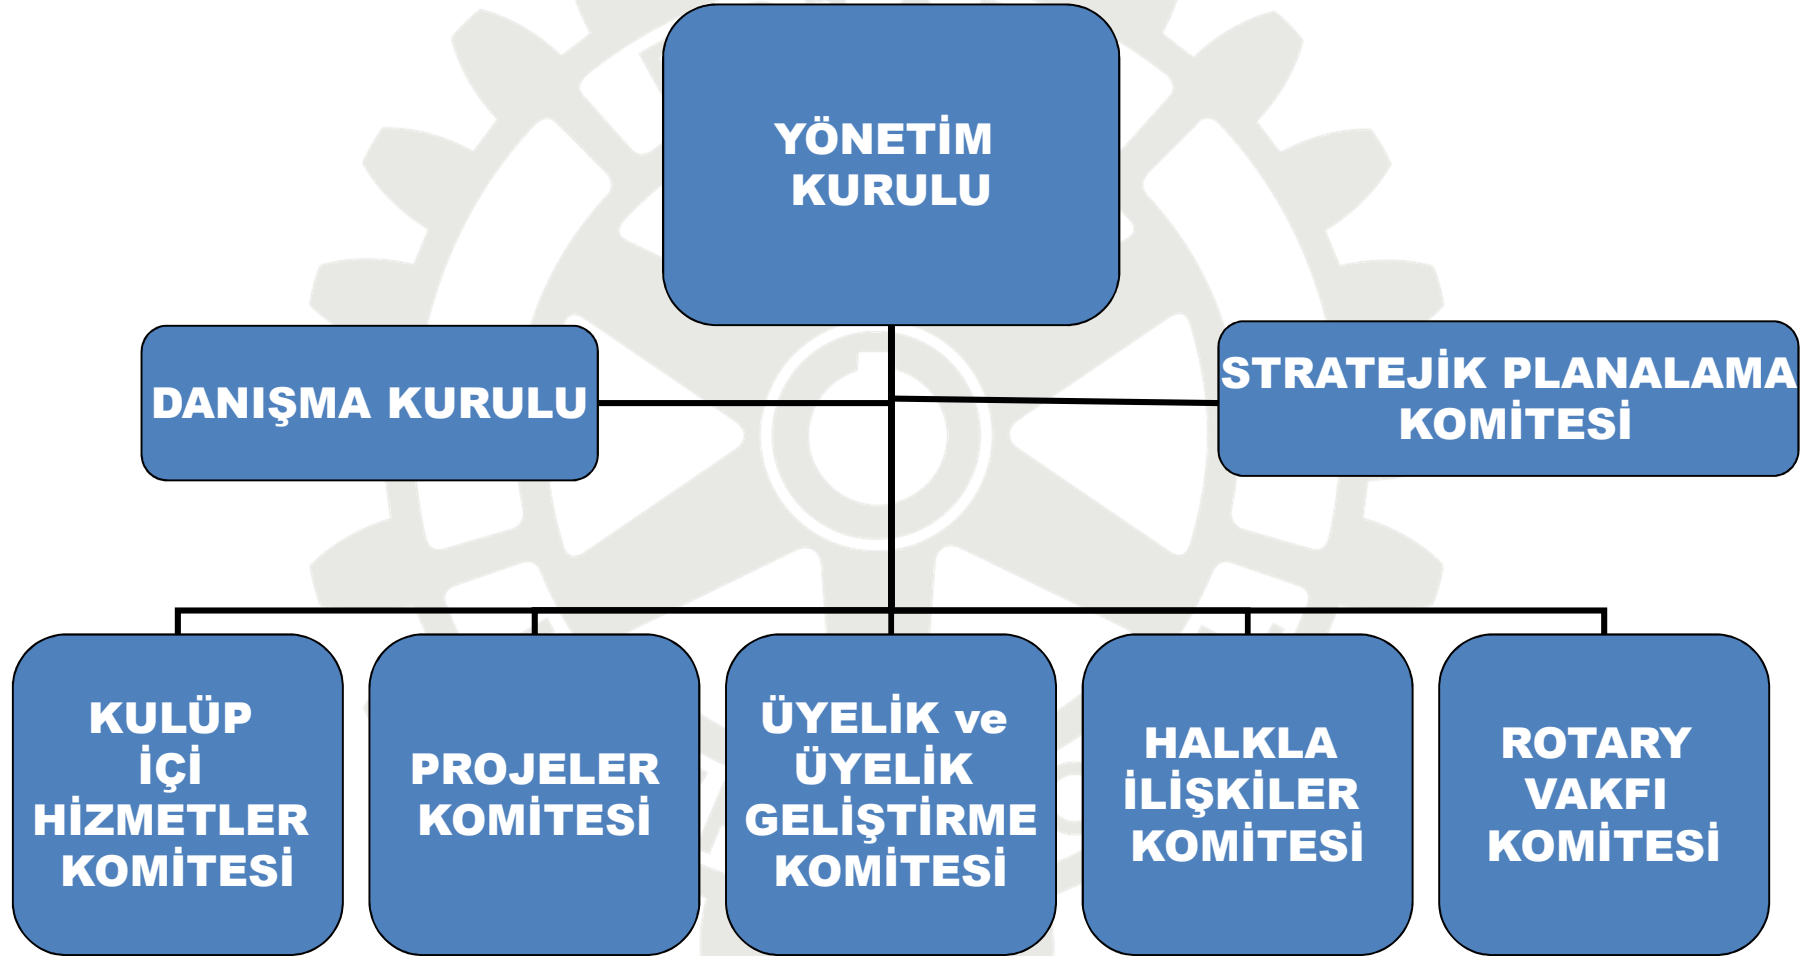 YÖNETİM
KURULU
DANIŞMA KURULU
STRATEJİK PLANALAMA
KOMİTESİ
KULÜP
İÇİ
HİZMETLER
KOMİTESİ
PROJELER
KOMİTESİ
ÜYELİK ve
ÜYELİK
GELİŞTİRME
KOMİTESİ
HALKLA
İLİŞKİLER
KOMİTESİ
ROTARY
VAKFI
KOMİTESİ